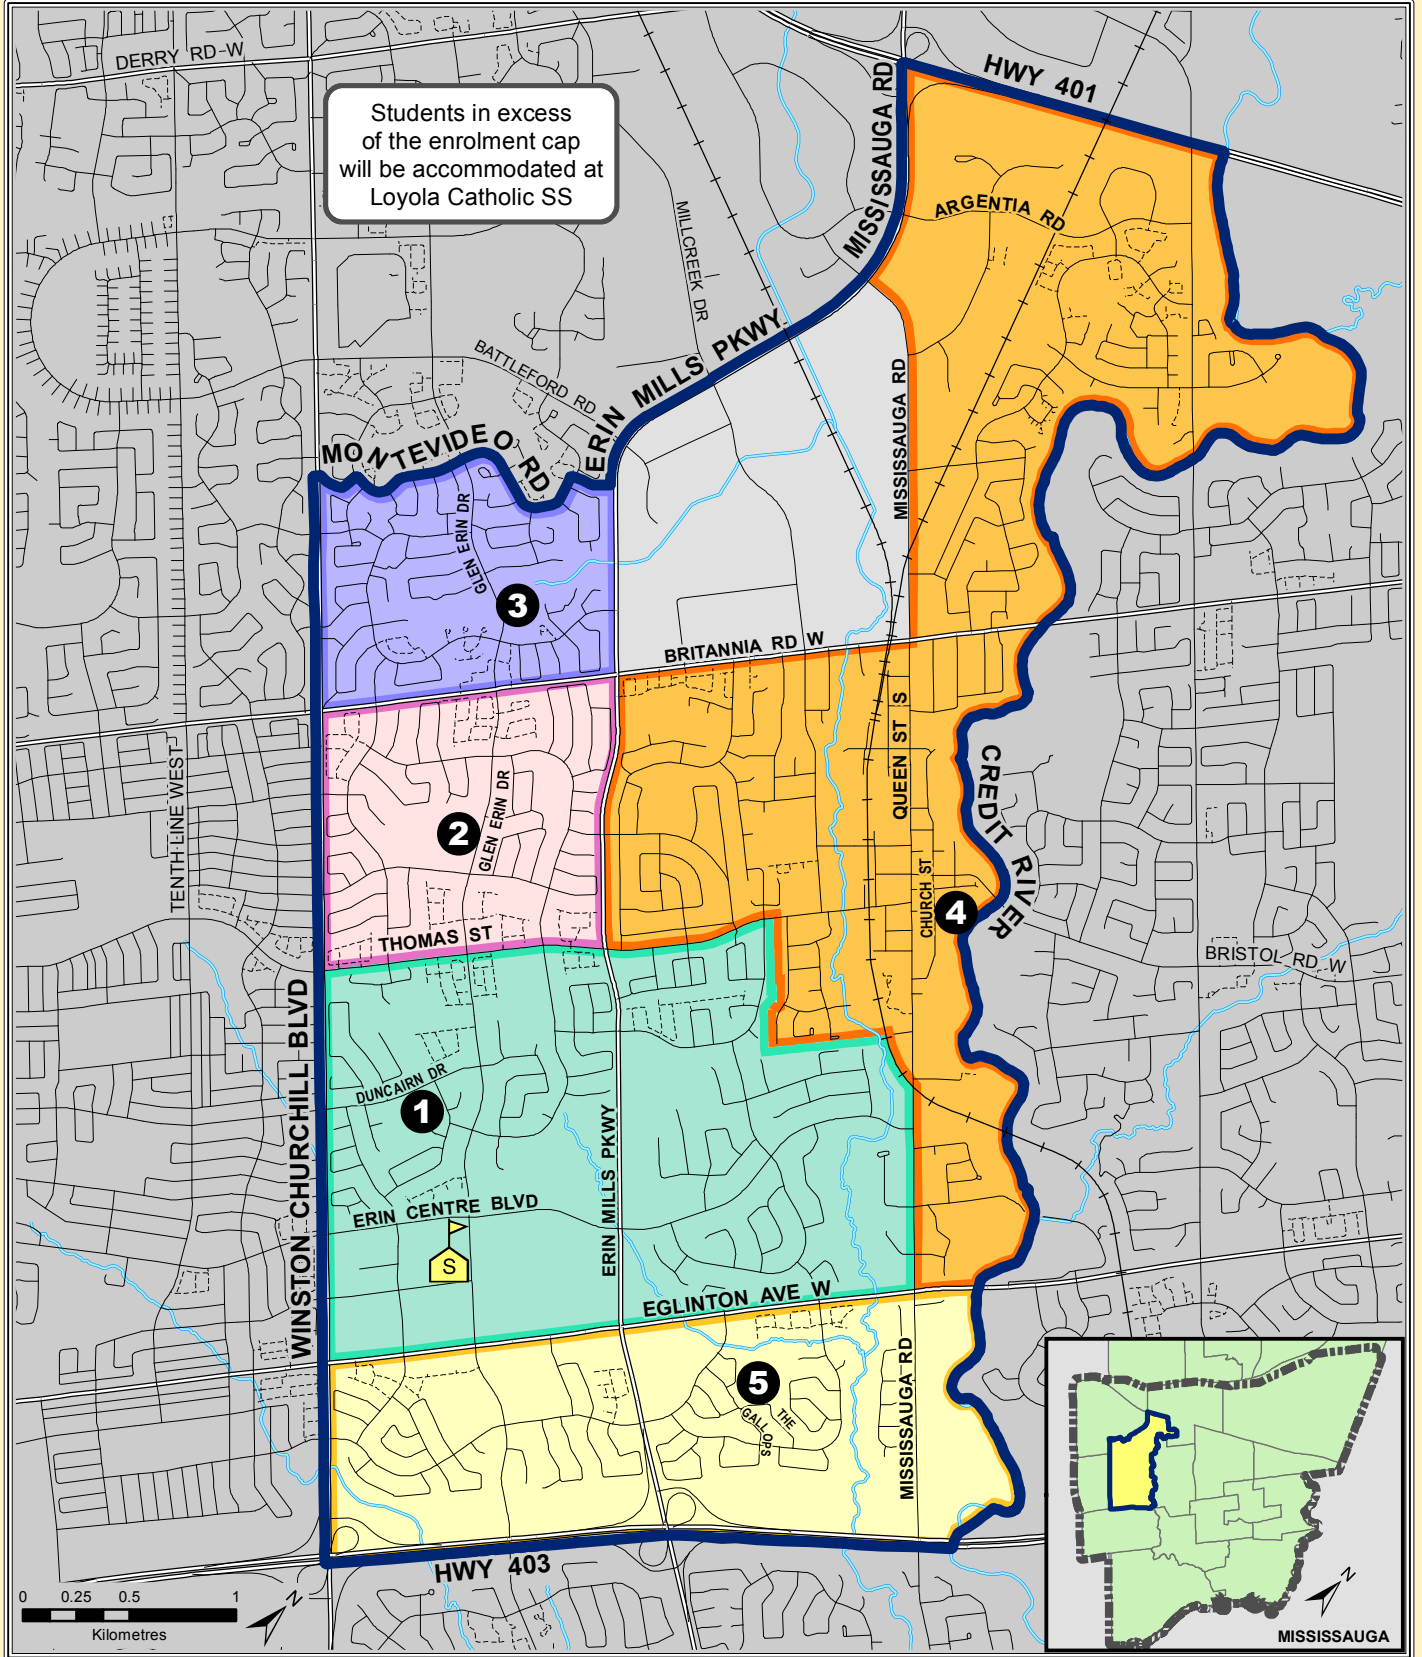 DERRY RD W
HWY 401
Students in excess
of the enrolment cap
will be accommodated at
Loyola Catholic SS
MISSISSAUGA RD
ARGENTIA RD
MILLCREEK DR
BATTLEFORD RD
ERIN MILLS PKWY
MISSISSAUGA RD
MONTEVIDEO RD
GLEN ERIN DR
3
BRITANNIA RD W
QUEEN ST S
CREDIT RIVER
TENTH LINE WEST
GLEN ERIN DR
2
CHURCH ST
4
THOMAS ST
BRISTOL RD W
WINSTON CHURCHILL BLVD
DUNCAIRN DR
1
ERIN MILLS PKWY
ERIN CENTRE BLVD
S
EGLINTON AVE W
MISSISSAUGA RD
5
THE
GALLOPS
HWY 403
0 0.25 0.5 1
Kilometres
N
N
MISSISSAUGA